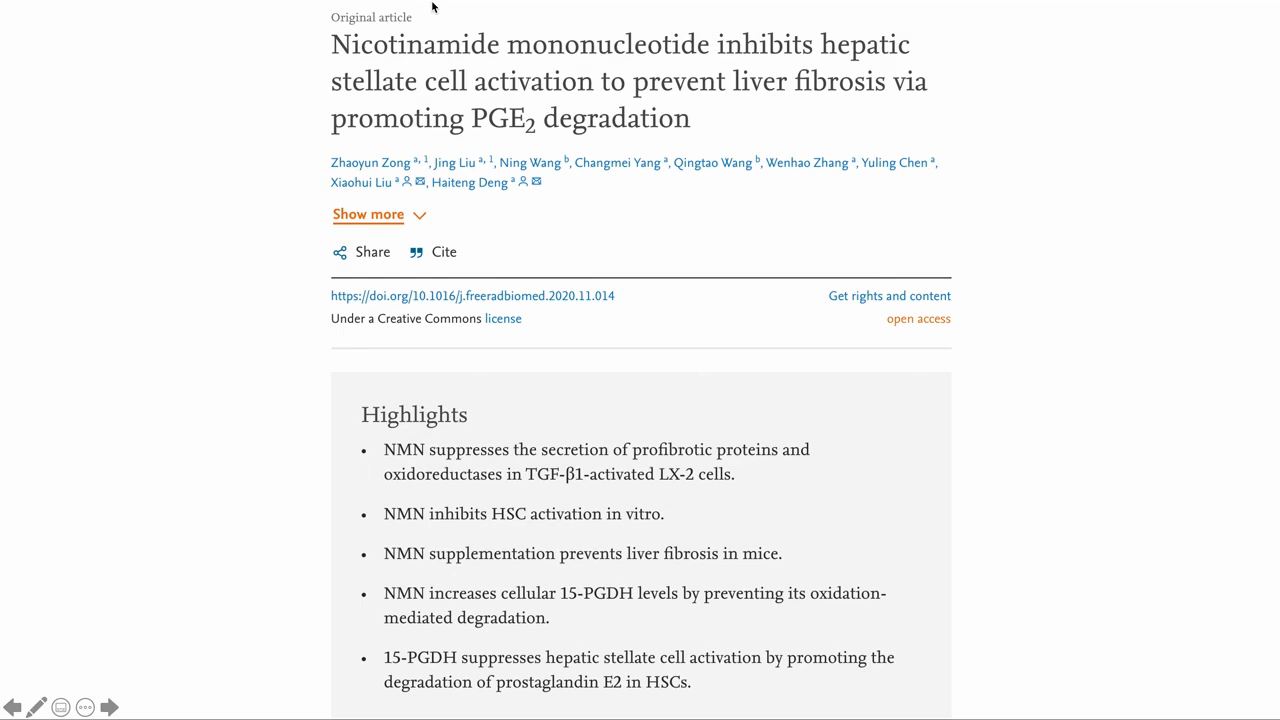 Original article
Nicotinamide mononucleotide inhibits hepatic
stellate cell activation to prevent liver fibrosis via
promoting PGE2 degradation
Zhaoyun Zong a, 1, Jing Liu a, 1, Ning Wang b, Changmei Yang a, Qingtao Wang b, Wenhao Zhang a, Yuling Chen a,
Xiaohui Liu a, Haiteng Deng a
Show more
Share Cite
https://doi.org/10.1016/j.freeradbiomed.2020.11.014 Get rights and content
Under a Creative Commons license open access
Highlights
• NMN suppresses the secretion of profibrotic proteins and
oxidoreductases in TGF-β1-activated LX-2 cells.
• NMN inhibits HSC activation in vitro.
• NMN supplementation prevents liver fibrosis in mice.
• NMN increases cellular 15-PGDH levels by preventing its oxidation-
mediated degradation.
• 15-PGDH suppresses hepatic stellate cell activation by promoting the
degradation of prostaglandin E2 in HSCs.